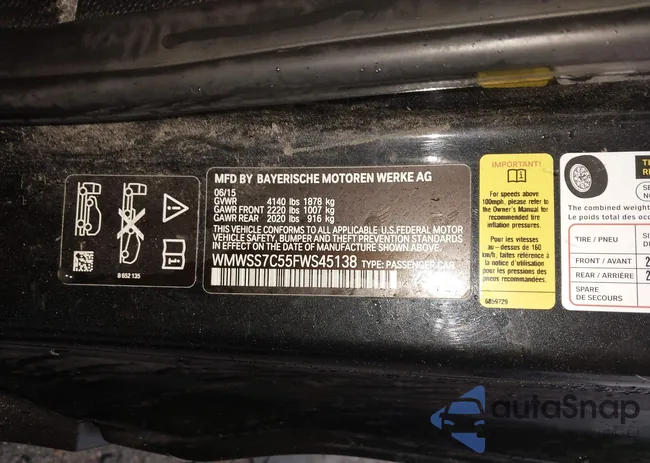 8 652 135
MFD BY BAYERISCHE MOTOREN WERKE AG
06/15
GVWR 4140 lbs 1878 kg
GAWR FRONT 2220 lbs 1007 kg
GAWR REAR 2020 lbs 916 kg
THIS VEHICLE CONFORMS TO ALL APPLICABLE U.S.FEDERAL MOTOR
VEHICLE SAFETY, BUMPER AND THEFT PREVENTION
STANDARDS IN EFFECT ON THE DATE OF MANUFACTURE SHOWN ABOVE.
WMWSS7C55FWS45138 TYPE: PASSENGER CAR
IMPORTANT!
For speeds above
100mph, please refer to
the Owner's Manual for
recommended tire
inflation pressures.
Pour les vitesses
au - dessus de 160
km/h, faites référence à
la notice d'utilisation
pour les pressions des
pneus recommandées.
6859729
The combined weight
Le poids total des occ
TIRE / PNEU
FRONT / AVANT
REAR / ARRIÈRE
SPARE
DE SECOURS
autoSnap